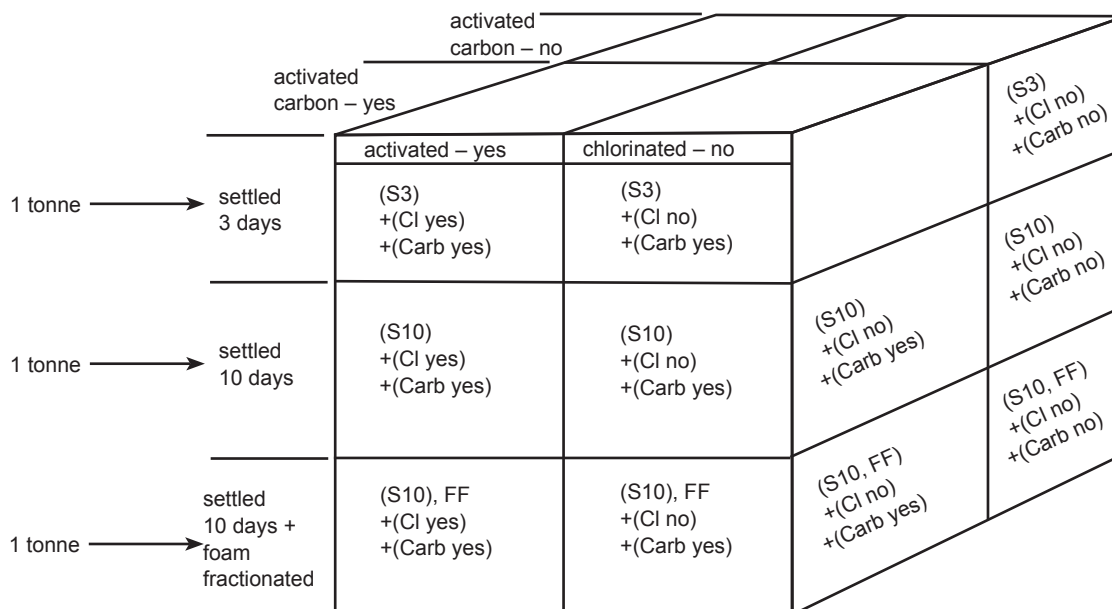 activated
carbon – no
activated
carbon – yes
activated – yes
chlorinated – no
1 tonne
settled
3 days
(S3)
+(Cl yes)
+(Carb yes)
(S3)
+(Cl no)
+(Carb yes)
(S3)
+(Cl no)
+(Carb no)
1 tonne
settled
10 days
(S10)
+(Cl yes)
+(Carb yes)
(S10)
+(Cl no)
+(Carb yes)
(S10)
+(Cl no)
+(Carb yes)
(S10)
+(Cl no)
+(Carb no)
1 tonne
settled
10 days +
foam
fractionated
(S10), FF
+(Cl yes)
+(Carb yes)
(S10), FF
+(Cl no)
+(Carb yes)
(S10, FF)
+(Cl no)
+(Carb yes)
(S10, FF)
+(Cl no)
+(Carb no)